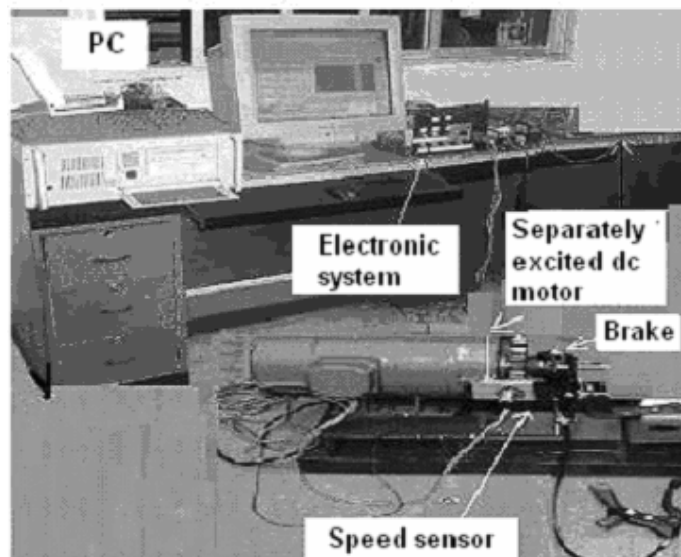 PC
Electronic
system
Separately
excited dc
motor
Brake
Speed sensor